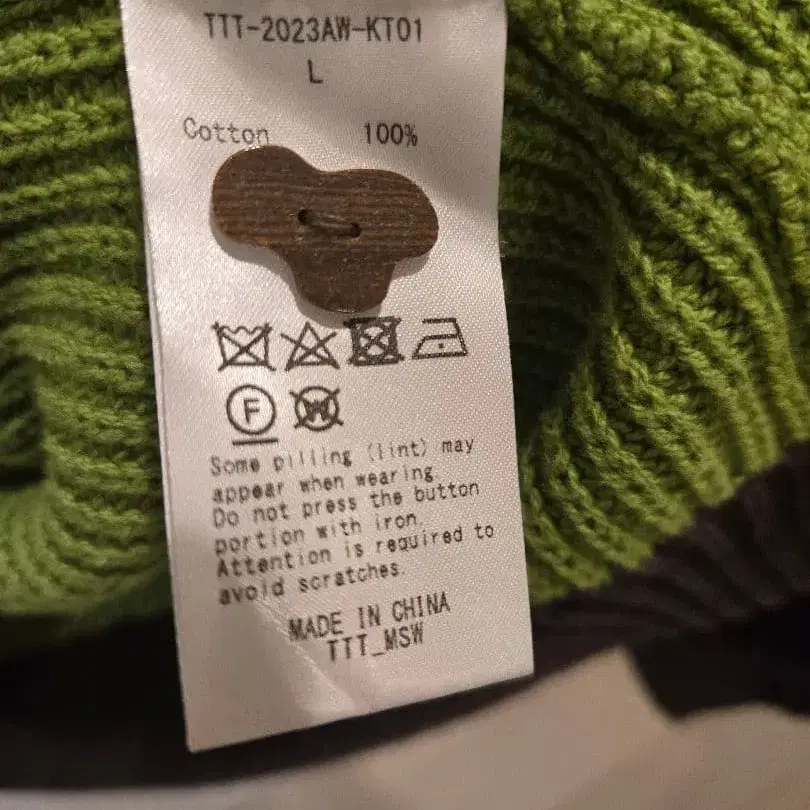 TTT-2023AW-KT01
L
Cotton 100%
F
W
Some pilling (lint) may
appear when wearing.
Do not press the button
portion with iron.
Attention is required to
avoid scratches.
MADE IN CHINA
TTT_MSW